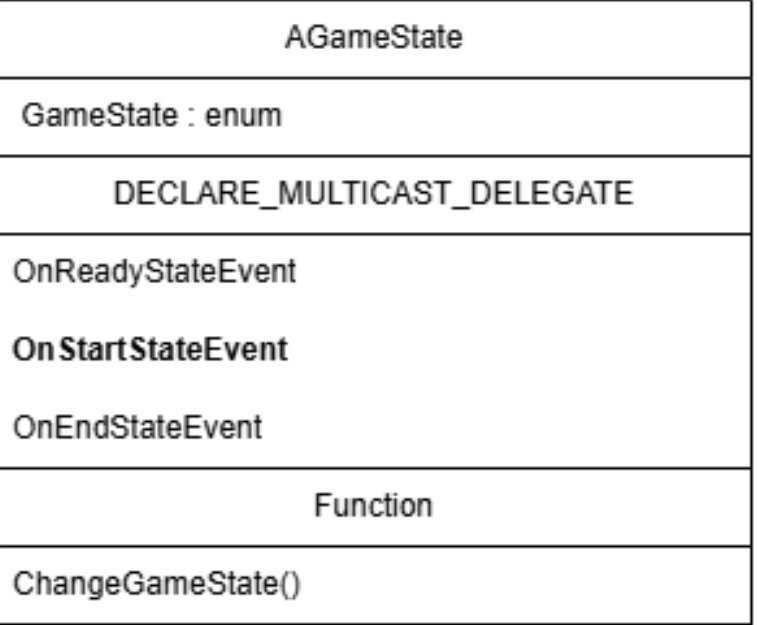 AGameState
GameState : enum
DECLARE_MULTICAST_DELEGATE
OnReadyStateEvent
OnStartStateEvent
OnEndStateEvent
Function
ChangeGameState()